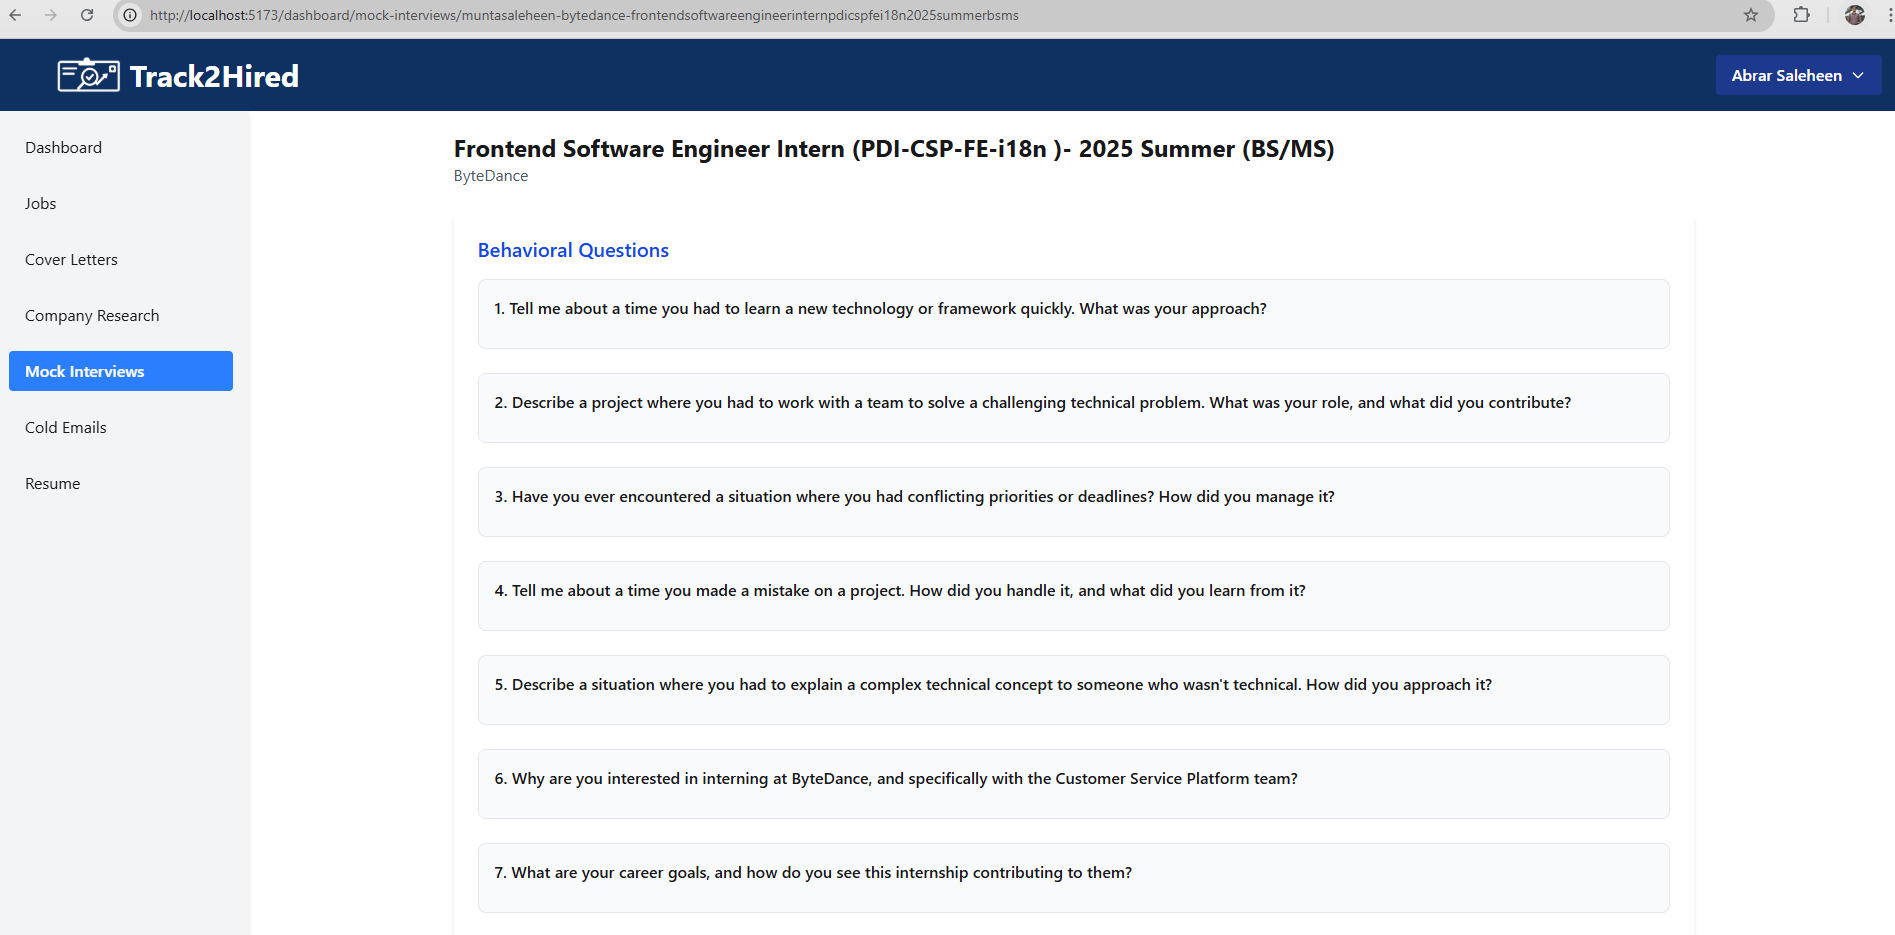 http://localhost:5173/dashboard/mock-interviews/muntasaleheen-bytedance-frontendsoftwareengineerinternpdicspfei18n2025summerbsms
Track2Hired
Abrar Saleheen
Dashboard
Jobs
Cover Letters
Company Research
Mock Interviews
Cold Emails
Resume
Frontend Software Engineer Intern (PDI-CSP-FE-i18n )- 2025 Summer (BS/MS)
ByteDance
Behavioral Questions
1. Tell me about a time you had to learn a new technology or framework quickly. What was your approach?
2. Describe a project where you had to work with a team to solve a challenging technical problem. What was your role, and what did you contribute?
3. Have you ever encountered a situation where you had conflicting priorities or deadlines? How did you manage it?
4. Tell me about a time you made a mistake on a project. How did you handle it, and what did you learn from it?
5. Describe a situation where you had to explain a complex technical concept to someone who wasn't technical. How did you approach it?
6. Why are you interested in interning at ByteDance, and specifically with the Customer Service Platform team?
7. What are your career goals, and how do you see this internship contributing to them?